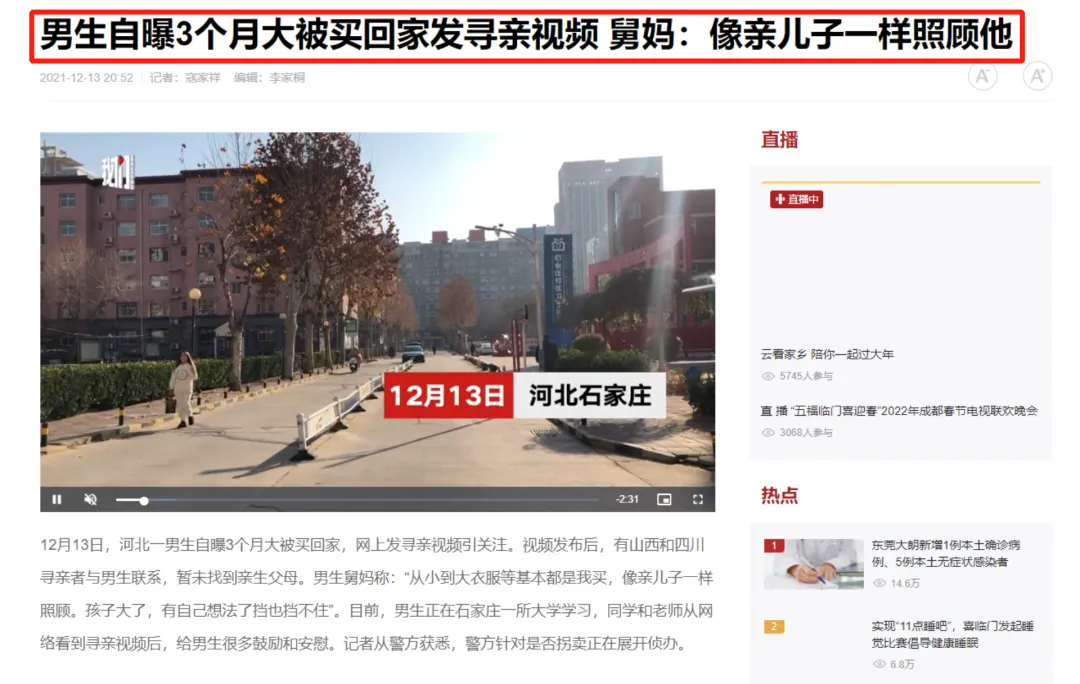 男生自曝3个月大被买回家发寻亲视频 舅妈：像亲儿子一样照顾他
2021-12-13 20:52 记者：寇家祥 编辑：李家桐
A-
A+
我们
12月13日 河北石家庄
-2:31
12月13日，河北一男生自曝3个月大被买回家，网上发寻亲视频引关注。视频发布后，有山西和四川
寻亲者与男生联系，暂未找到亲生父母。男生舅妈称：“从小到大衣服等基本都是我买，像亲儿子一样
照顾。孩子大了，有自己想法了挡也挡不住”。目前，男生正在石家庄一所大学学习，同学和老师从网
络看到寻亲视频后，给男生很多鼓励和安慰。记者从警方获悉，警方针对是否拐卖正在展开侦办。
直播
直播中
云看家乡 陪你一起过大年
5745人参与
直播 “五福临门喜迎春”2022年成都春节电视联欢晚会
3068人参与
热点
1
东莞大朗新增1例本土确诊病
例、5例本土无症状感染者
14.6万
2
实现“11点睡吧”，喜临门发起睡
觉比赛倡导健康睡眠
6.8万